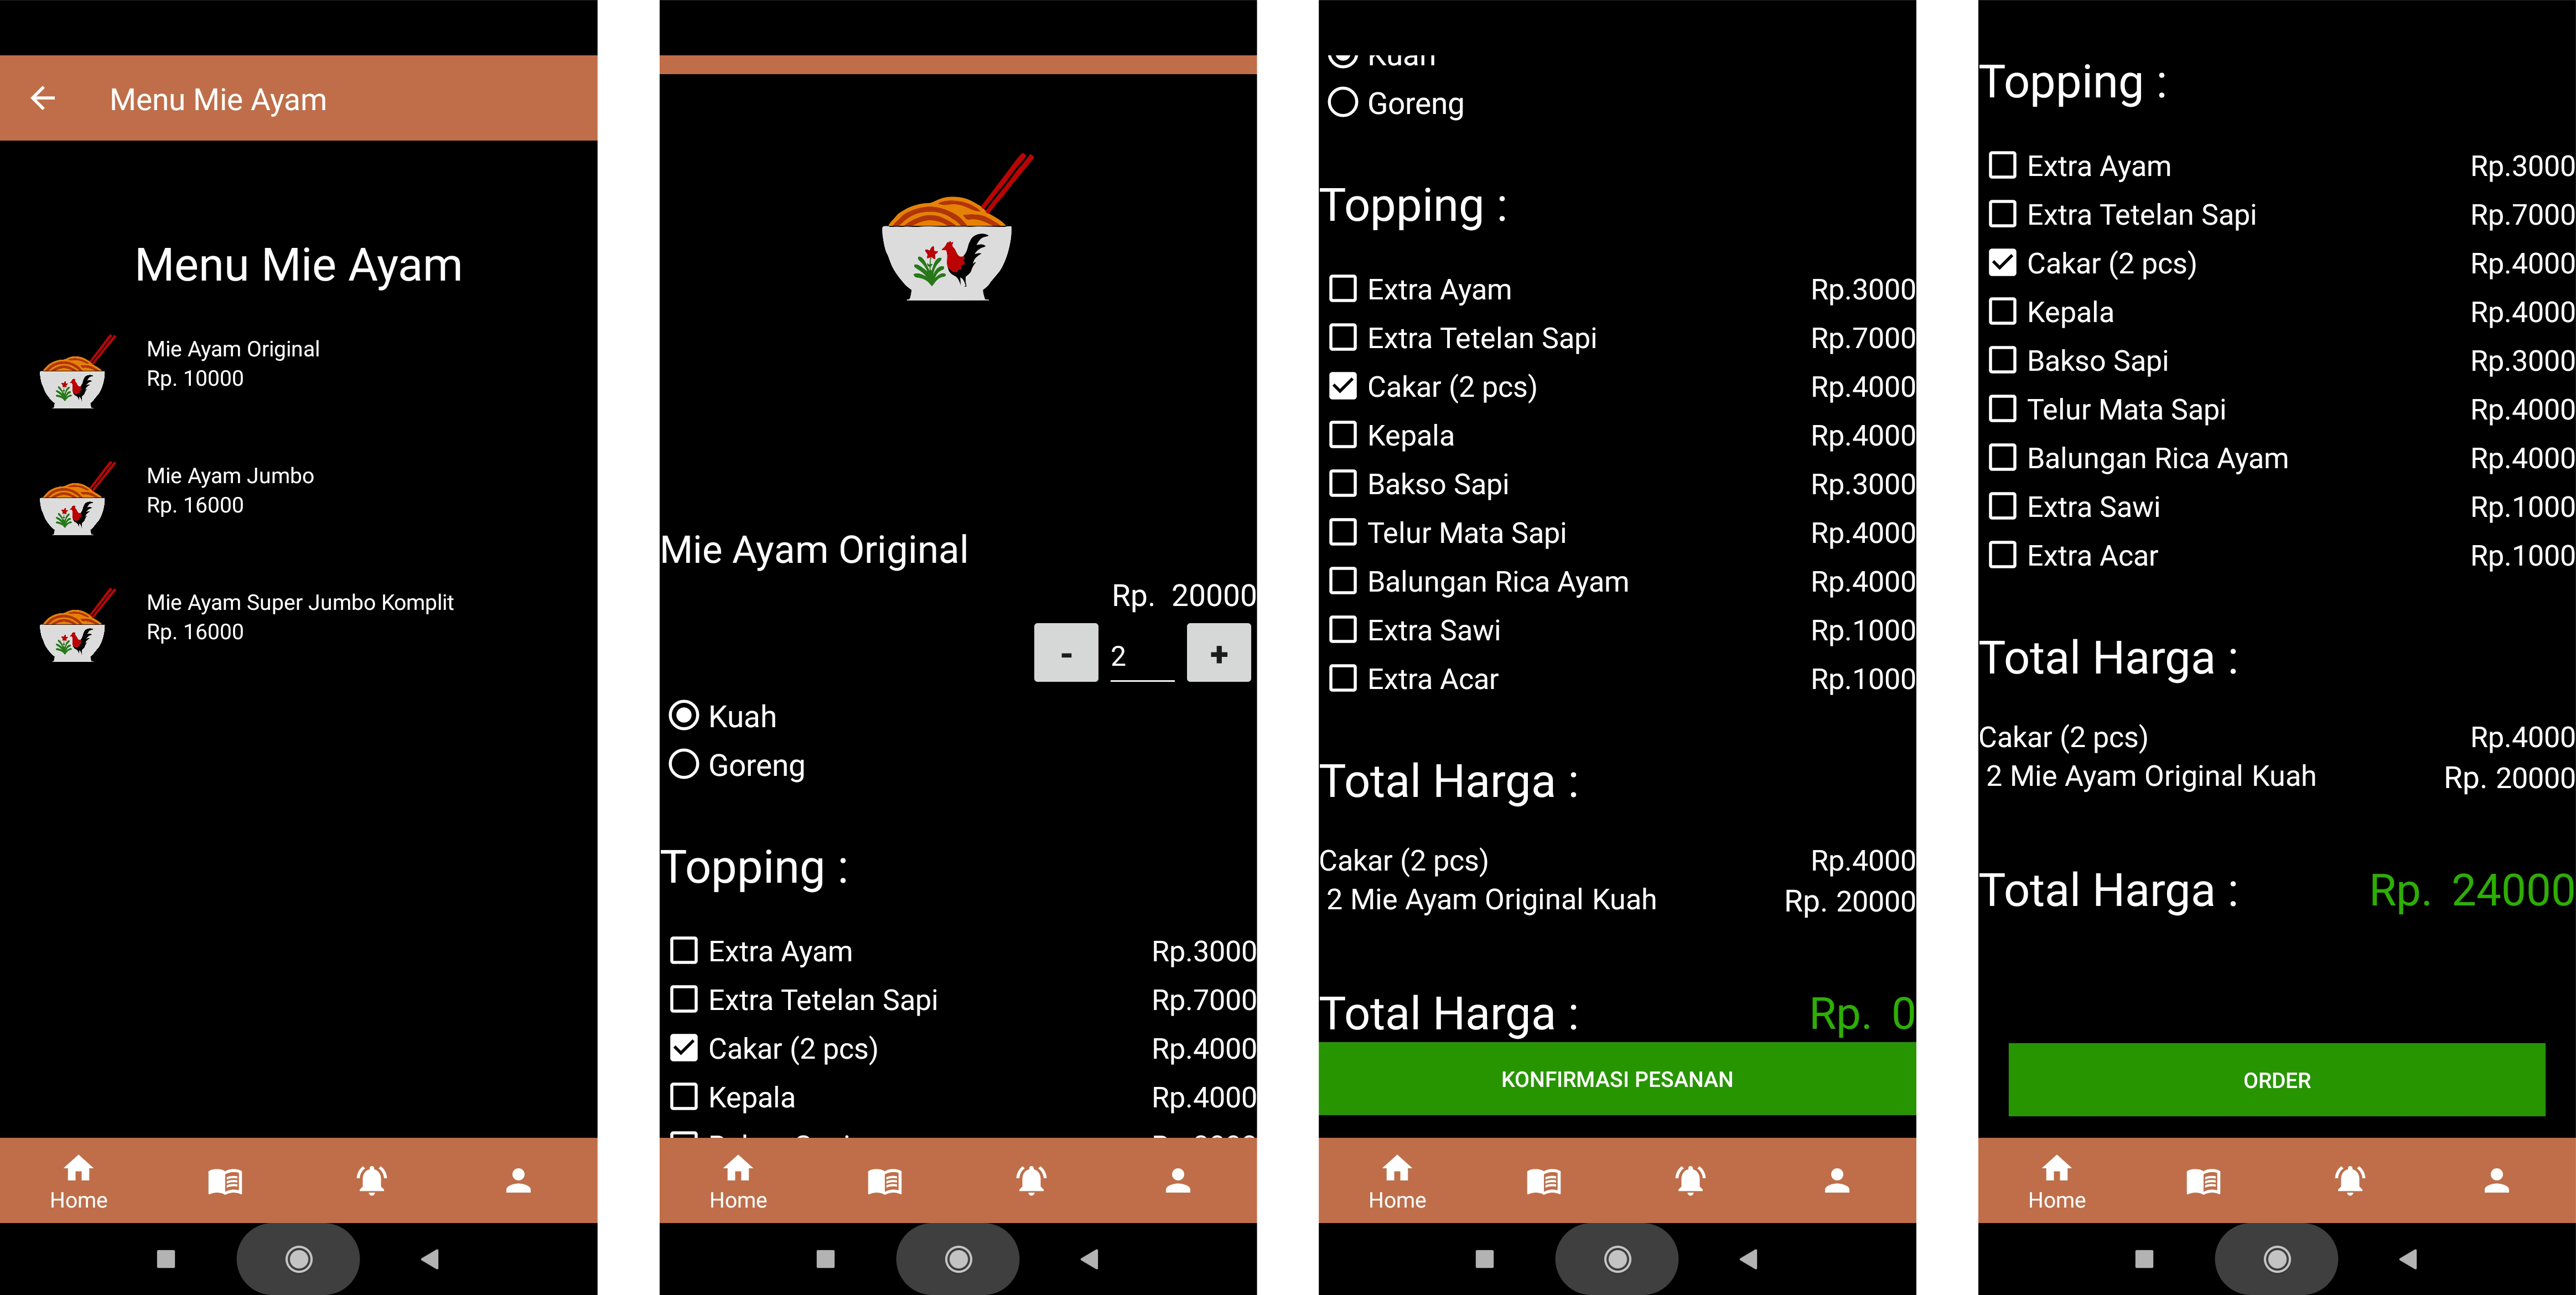 Menu Mie Ayam
Menu Mie Ayam
Mie Ayam Original
Rp. 10000
Mie Ayam Jumbo
Rp. 16000
Mie Ayam Super Jumbo Komplit
Rp. 16000
Home
Mie Ayam Original
Rp. 20000
- 2 +
Kuah
Goreng
Topping :
Extra Ayam Rp.3000
Extra Tetelan Sapi Rp.7000
Cakar (2 pcs) Rp.4000
Kepala Rp.4000
Home
Kuah
Goreng
Topping :
Extra Ayam Rp.3000
Extra Tetelan Sapi Rp.7000
Cakar (2 pcs) Rp.4000
Kepala Rp.4000
Bakso Sapi Rp.3000
Telur Mata Sapi Rp.4000
Balungan Rica Ayam Rp.4000
Extra Sawi Rp.1000
Extra Acar Rp.1000
Total Harga :
Cakar (2 pcs) Rp.4000
2 Mie Ayam Original Kuah Rp. 20000
Total Harga : Rp. 0
KONFIRMASI PESANAN
Home
Topping :
Extra Ayam Rp.3000
Extra Tetelan Sapi Rp.7000
Cakar (2 pcs) Rp.4000
Kepala Rp.4000
Bakso Sapi Rp.3000
Telur Mata Sapi Rp.4000
Balungan Rica Ayam Rp.4000
Extra Sawi Rp.1000
Extra Acar Rp.1000
Total Harga :
Cakar (2 pcs) Rp.4000
2 Mie Ayam Original Kuah Rp. 20000
Total Harga : Rp. 24000
ORDER
Home